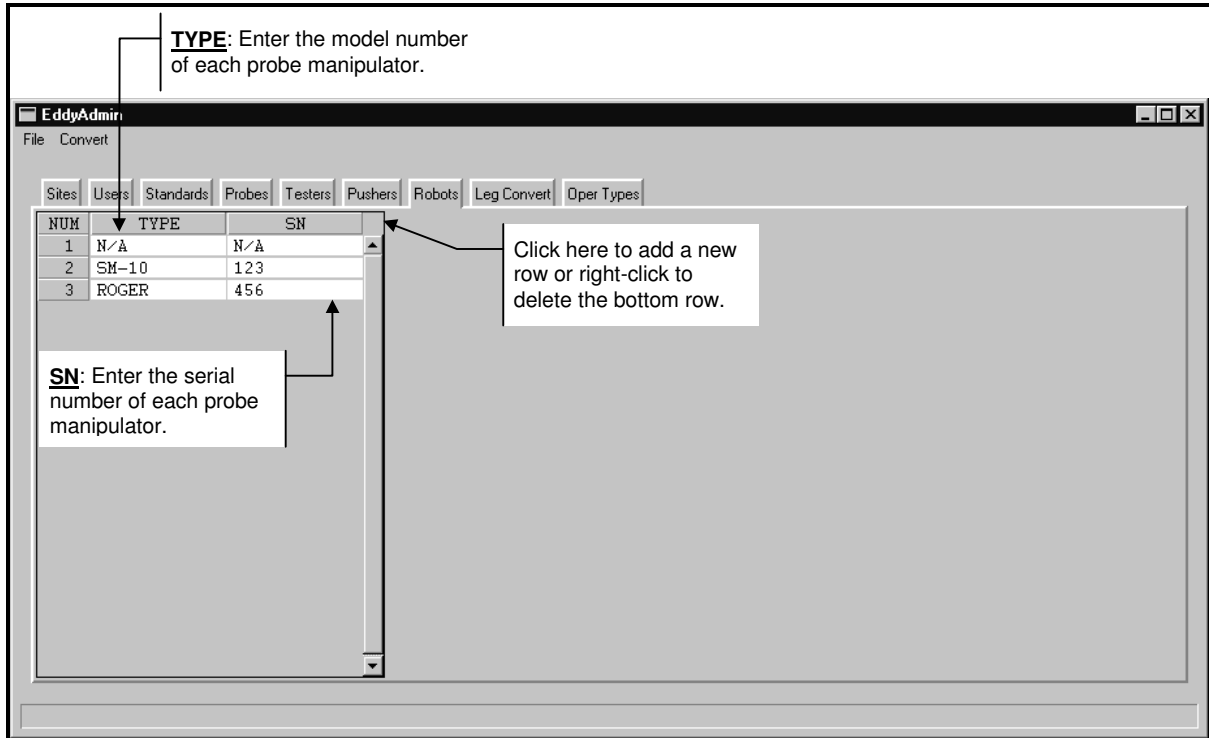 TYPE: Enter the model number
of each probe manipulator.
EddyAdmin
File Convert
Sites Users Standards Probes Testers Pushers Robots Leg Convert Oper Types
NUM TYPE SN
1 N/A N/A
2 SM-10 123
3 ROGER 456
Click here to add a new
row or right-click to
delete the bottom row.
SN: Enter the serial
number of each probe
manipulator.